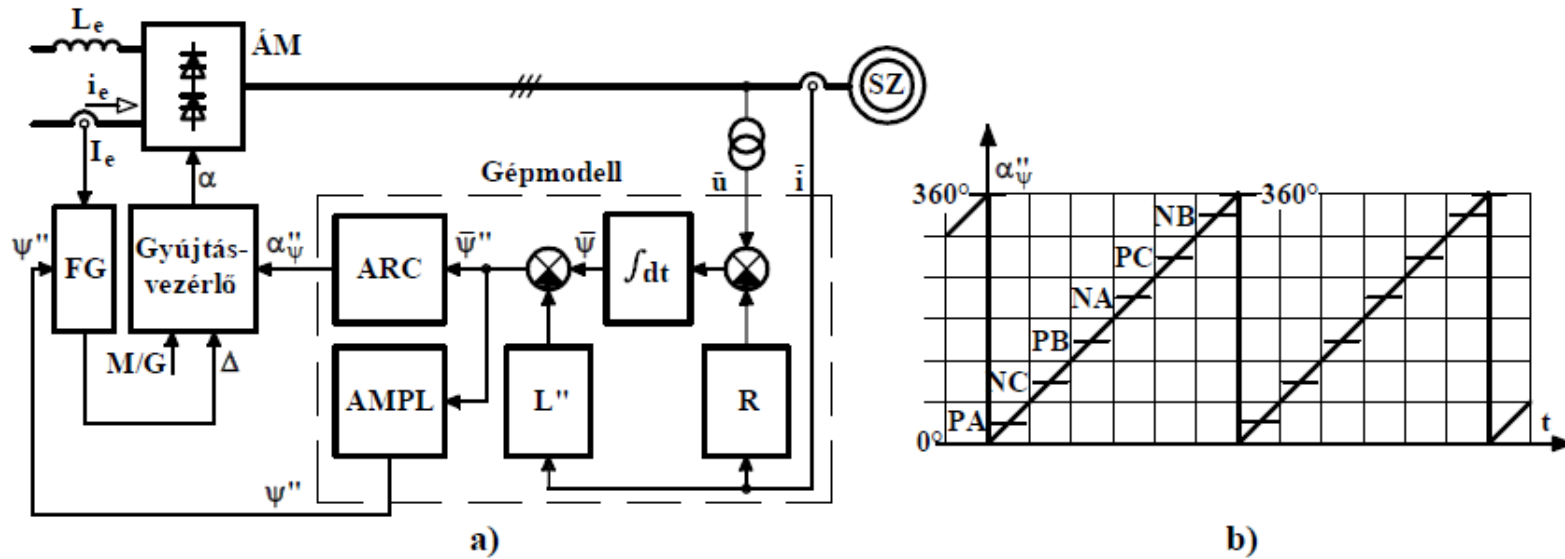 Lₑ
ÁM
iₑ
Iₑ
α
SZ
Gépmodell
ū
ī
ψ"
FG
Gyújtás-
vezérlő
α"ψ
ARC
ψ̄"
ψ̄
∫dt
M/G
Δ
AMPL
L"
R
ψ"
a)
α"ψ
360°
360°
NB
PC
NA
PB
NC
PA
0°
t
b)